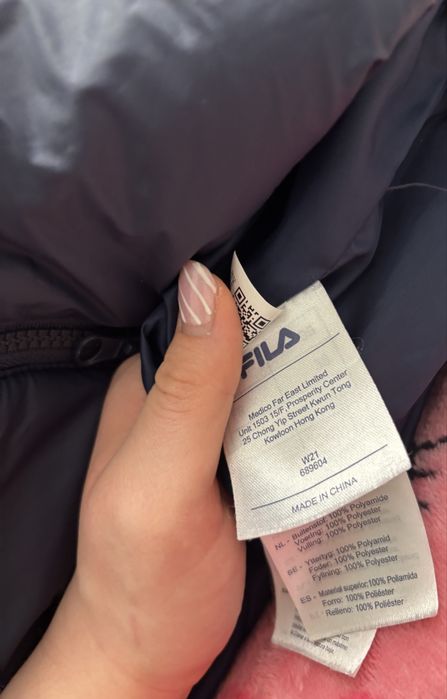 FILA
Medico Far East Limited
Unit 1503 15/F, Prosperity Center
25 Chong Yip Street Kwun Tong
Kowloon Hong Kong
W21
689604
MADE IN CHINA
NL - Buitenstof: 100% Polyamide
Voering: 100% Polyester
Vulling: 100% Polyester
SE - Yttertyg: 100% Polyamid
Foder: 100% Polyester
Fyllning: 100% Polyester
ES - Material superior:100% Poliamida
Forro: 100% Poliéster
Relleno: 100% Poliéster